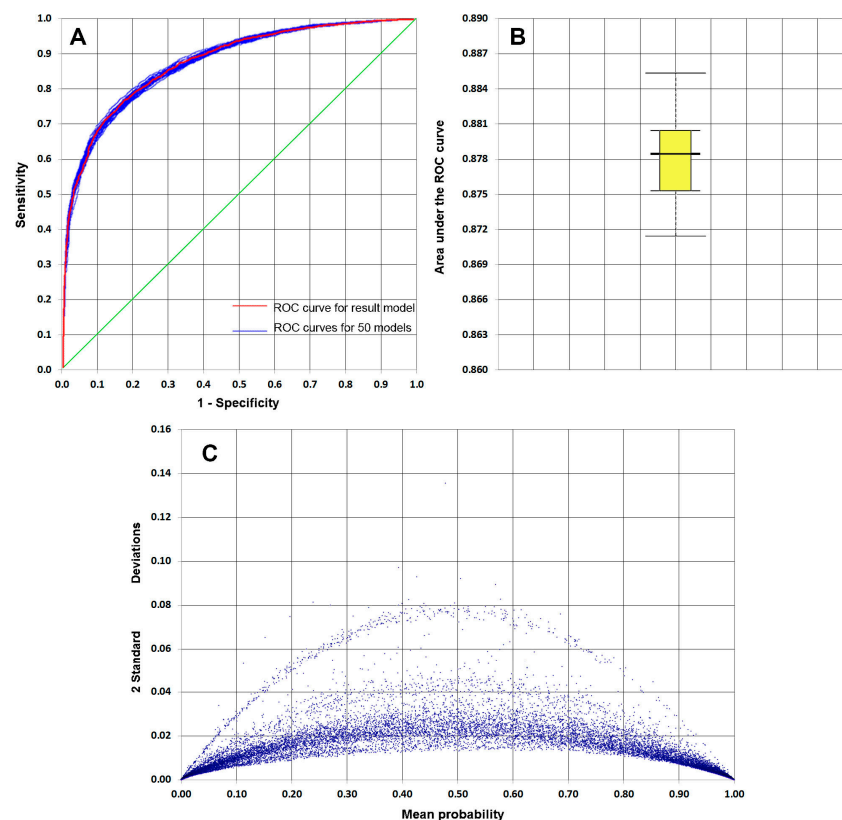 A
Sensitivity
1.0
0.9
0.8
0.7
0.6
0.5
0.4
0.3
0.2
0.1
0.0
ROC curve for result model
ROC curves for 50 models
0.0 0.1 0.2 0.3 0.4 0.5 0.6 0.7 0.8 0.9 1.0
1 - Specificity
B
Area under the ROC curve
0.890
0.887
0.884
0.881
0.878
0.875
0.872
0.869
0.866
0.863
0.860
C
2 Standard Deviations
0.16
0.14
0.12
0.10
0.08
0.06
0.04
0.02
0.00
0.00 0.10 0.20 0.30 0.40 0.50 0.60 0.70 0.80 0.90 1.00
Mean probability